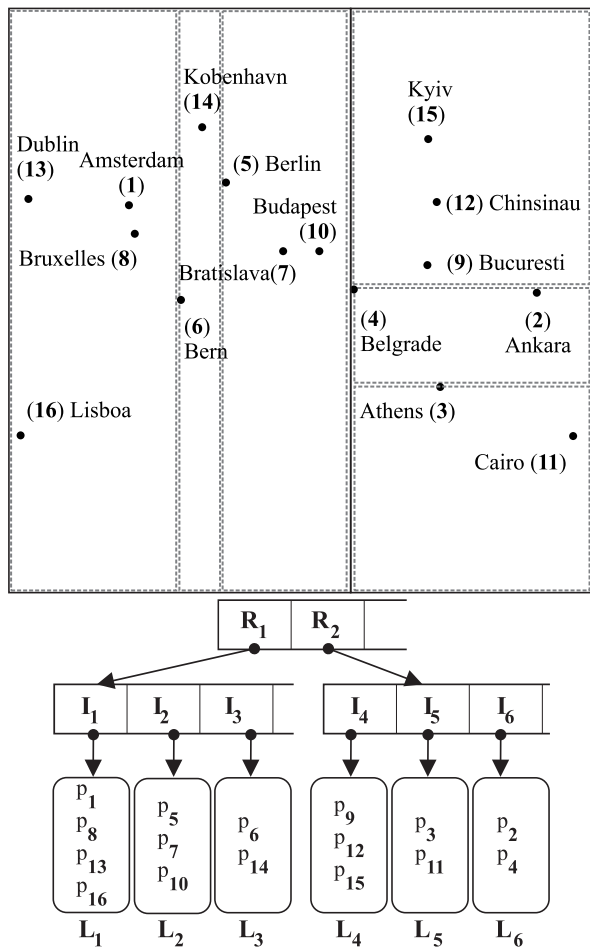 Kobenhavn
(14)
Kyiv
(15)
Dublin
(13)
Amsterdam
(1)
(5) Berlin
Budapest
(10)
(12) Chinsinau
Bruxelles (8)
Bratislava(7)
(9) Bucuresti
(6)
Bern
(4)
Belgrade
(2)
Ankara
(16) Lisboa
Athens (3)
Cairo (11)
R1 R2
I1 I2 I3 I4 I5 I6
p1
p8
p13
p16
p5
p7
p10
p6
p14
p9
p12
p15
p3
p11
p2
p4
L1 L2 L3 L4 L5 L6